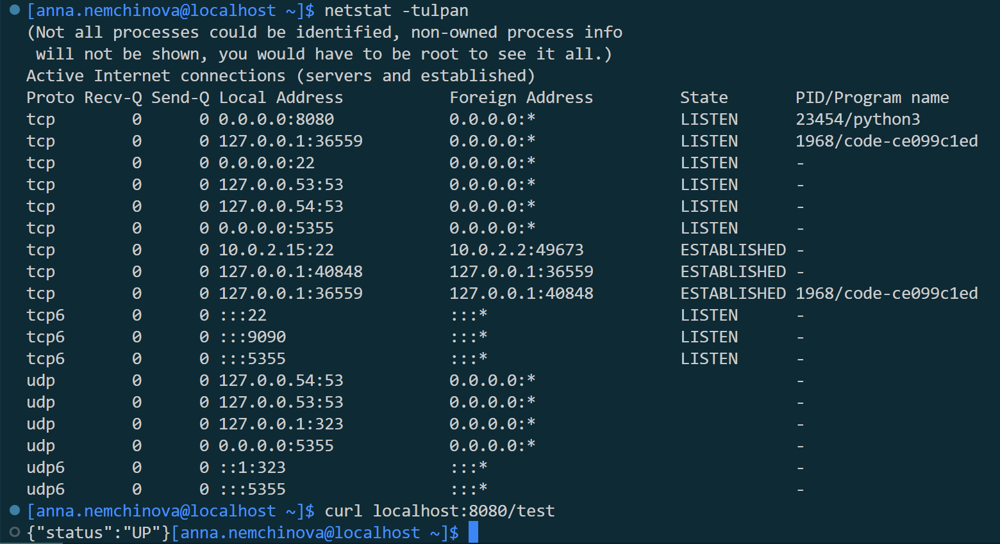 [anna.nemchinova@localhost ~]$ netstat -tulpan
(Not all processes could be identified, non-owned process info
 will not be shown, you would have to be root to see it all.)
Active Internet connections (servers and established)
Proto Recv-Q Send-Q Local Address           Foreign Address         State       PID/Program name
tcp        0      0 0.0.0.0:8080            0.0.0.0:*               LISTEN      23454/python3
tcp        0      0 127.0.0.1:36559         0.0.0.0:*               LISTEN      1968/code-ce099c1ed
tcp        0      0 0.0.0.0:22              0.0.0.0:*               LISTEN      -
tcp        0      0 127.0.0.53:53           0.0.0.0:*               LISTEN      -
tcp        0      0 127.0.0.54:53           0.0.0.0:*               LISTEN      -
tcp        0      0 0.0.0.0:5355            0.0.0.0:*               LISTEN      -
tcp        0      0 10.0.2.15:22            10.0.2.2:49673          ESTABLISHED -
tcp        0      0 127.0.0.1:40848         127.0.0.1:36559         ESTABLISHED -
tcp        0      0 127.0.0.1:36559         127.0.0.1:40848         ESTABLISHED 1968/code-ce099c1ed
tcp6       0      0 :::22                   :::*                    LISTEN      -
tcp6       0      0 :::9090                 :::*                    LISTEN      -
tcp6       0      0 :::5355                 :::*                    LISTEN      -
udp        0      0 127.0.0.54:53           0.0.0.0:*                           -
udp        0      0 127.0.0.53:53           0.0.0.0:*                           -
udp        0      0 127.0.0.1:323           0.0.0.0:*                           -
udp        0      0 0.0.0.0:5355            0.0.0.0:*                           -
udp6       0      0 ::1:323                 :::*                                -
udp6       0      0 :::5355                 :::*                                -
[anna.nemchinova@localhost ~]$ curl localhost:8080/test
{"status":"UP"}[anna.nemchinova@localhost ~]$